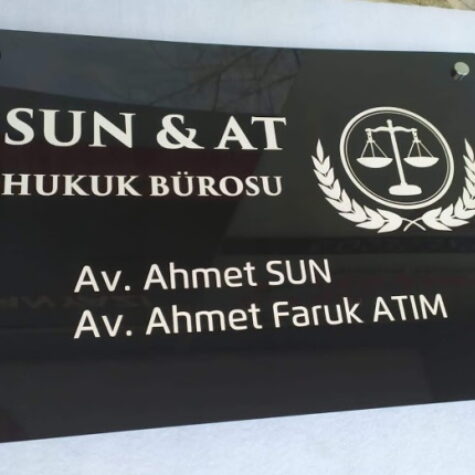 SUN & AT
HUKUK BÜROSU
Av. Ahmet SUN
Av. Ahmet Faruk ATIM